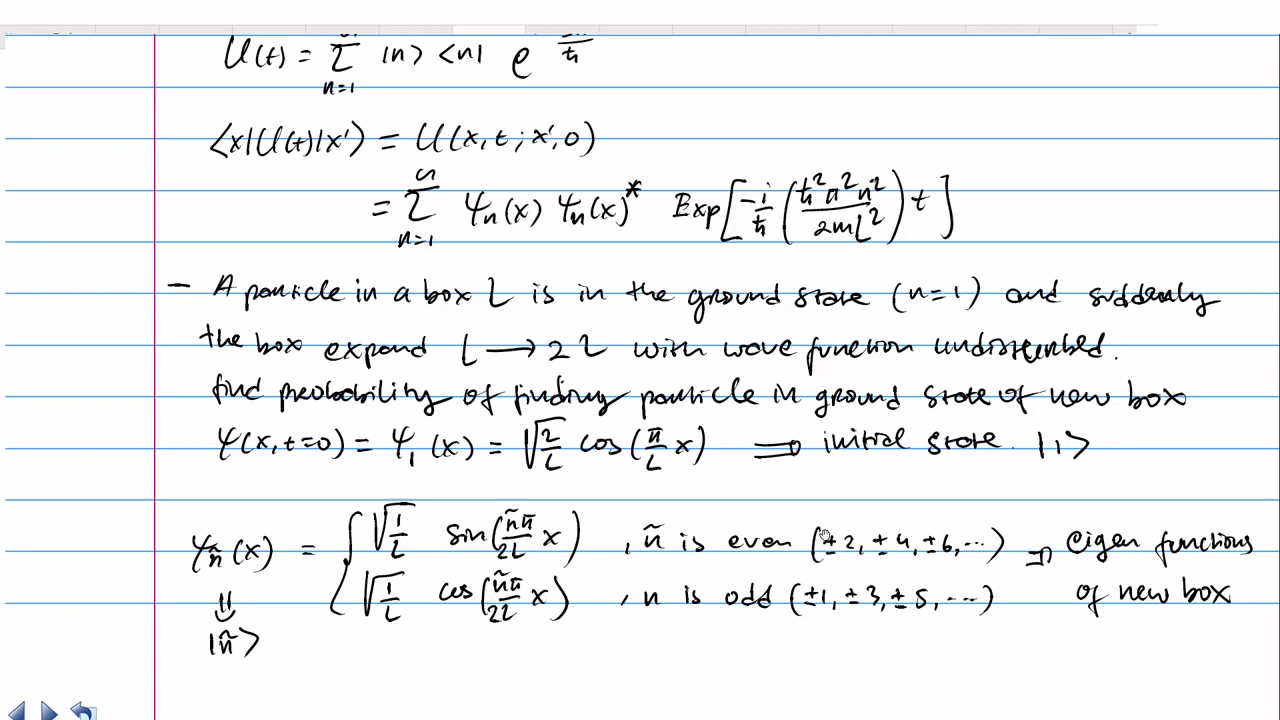 U(t) = Σ_{n=1} |n> <n| e^{ /ħ}
<x|U(t)|x'> = U(x,t; x',0)
= Σ_{n=1}^{n} ψn(x) ψn(x)* Exp[-i/ħ (ħ²π²n²/2mL²) t]
- A particle in a box L is in the ground state (n=1) and suddenly
the box expand L → 2L with wave function undisturbed.
find probability of finding particle in ground state of new box
ψ(x, t=0) = ψ₁(x) = √(2/L) cos(π/L x) ⟹ initial state. |1>
ψñ(x) = { √(1/L) sin(ñπ/2L x) , ñ is even (±2, ±4, ±6, ...) ⇒ eigen functions
√(1/L) cos(ñπ/2L x) , n is odd (±1, ±3, ±5, ...) of new box
|ñ>